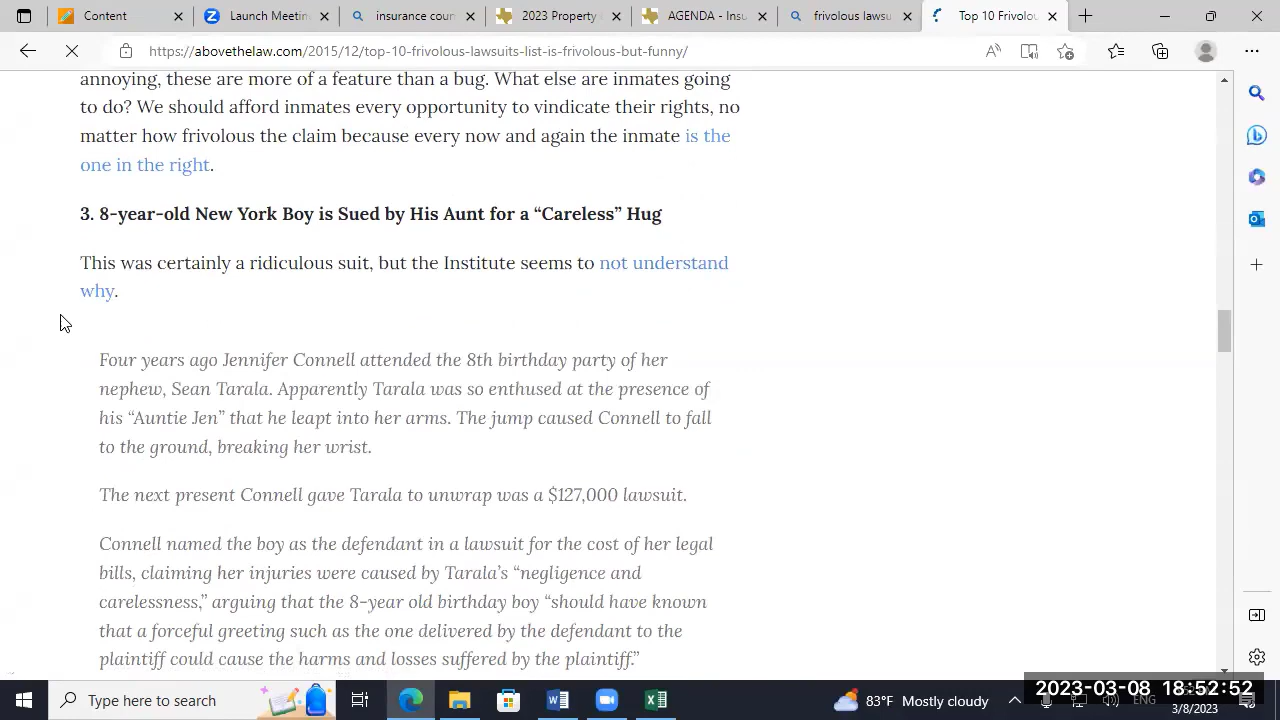 Content
Launch Meetin
insurance coun
2023 Property
AGENDA - Insu
frivolous lawsu
Top 10 Frivolou
https://abovethelaw.com/2015/12/top-10-frivolous-lawsuits-list-is-frivolous-but-funny/
annoying, these are more of a feature than a bug. What else are inmates going
to do? We should afford inmates every opportunity to vindicate their rights, no
matter how frivolous the claim because every now and again the inmate is the
one in the right.
3. 8-year-old New York Boy is Sued by His Aunt for a “Careless” Hug
This was certainly a ridiculous suit, but the Institute seems to not understand
why.
Four years ago Jennifer Connell attended the 8th birthday party of her
nephew, Sean Tarala. Apparently Tarala was so enthused at the presence of
his “Auntie Jen” that he leapt into her arms. The jump caused Connell to fall
to the ground, breaking her wrist.
The next present Connell gave Tarala to unwrap was a $127,000 lawsuit.
Connell named the boy as the defendant in a lawsuit for the cost of her legal
bills, claiming her injuries were caused by Tarala’s “negligence and
carelessness,” arguing that the 8-year old birthday boy “should have known
that a forceful greeting such as the one delivered by the defendant to the
plaintiff could cause the harms and losses suffered by the plaintiff.”
Type here to search
83°F Mostly cloudy
ENG
2023-03-08 18:52:52
3/8/2023